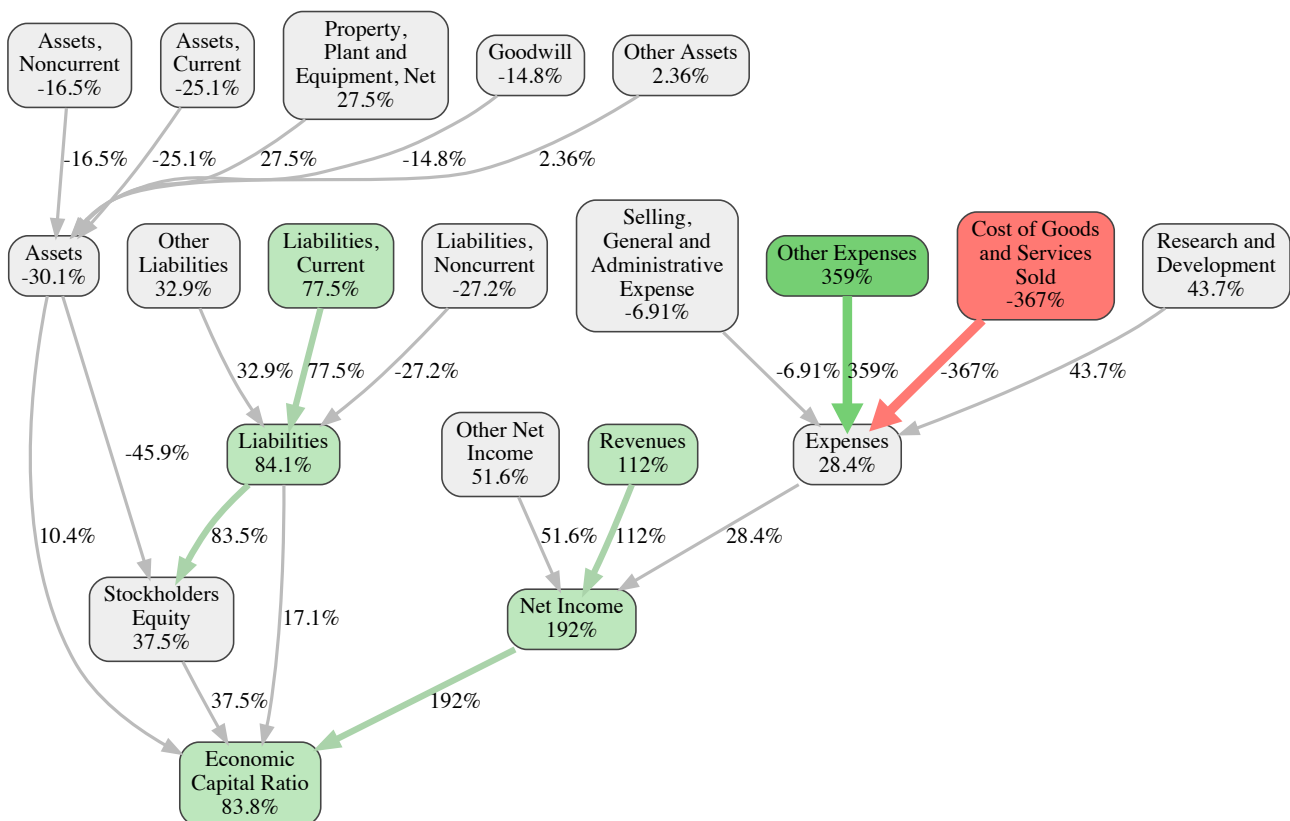 Assets,
Noncurrent
-16.5%
Assets,
Current
-25.1%
Property,
Plant and
Equipment, Net
27.5%
Goodwill
-14.8%
Other Assets
2.36%
-16.5%
-25.1%
27.5%
-14.8%
2.36%
Assets
-30.1%
Other
Liabilities
32.9%
Liabilities,
Current
77.5%
Liabilities,
Noncurrent
-27.2%
Selling,
General and
Administrative
Expense
-6.91%
Other Expenses
359%
Cost of Goods
and Services
Sold
-367%
Research and
Development
43.7%
32.9%
77.5%
-27.2%
-6.91%
359%
-367%
43.7%
Liabilities
84.1%
Other Net
Income
51.6%
Revenues
112%
Expenses
28.4%
-45.9%
10.4%
83.5%
51.6%
112%
28.4%
Stockholders
Equity
37.5%
17.1%
Net Income
192%
37.5%
192%
Economic
Capital Ratio
83.8%